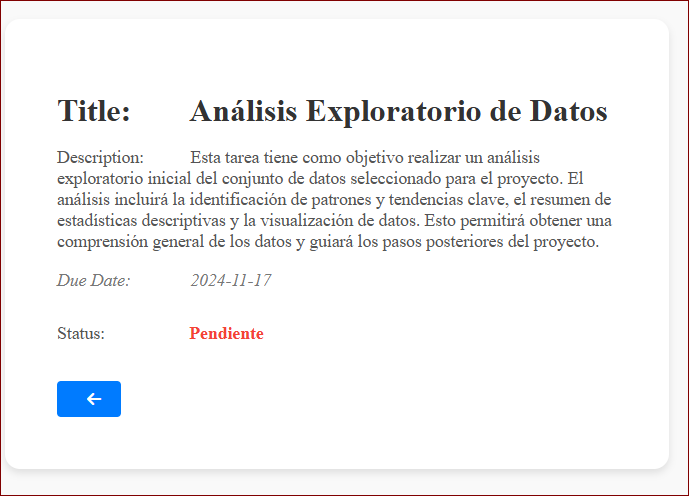 Title: Análisis Exploratorio de Datos
Description: Esta tarea tiene como objetivo realizar un análisis
exploratorio inicial del conjunto de datos seleccionado para el proyecto. El
análisis incluirá la identificación de patrones y tendencias clave, el resumen de
estadísticas descriptivas y la visualización de datos. Esto permitirá obtener una
comprensión general de los datos y guiará los pasos posteriores del proyecto.
Due Date: 2024-11-17
Status: Pendiente